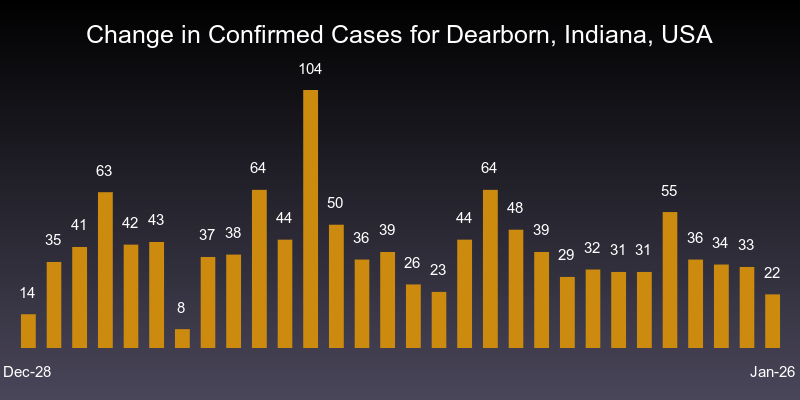 Change in Confirmed Cases for Dearborn, Indiana, USA
14 35 41 63 42 43 8 37 38 64 44 104 50 36 39 26 23 44 64 48 39 29 32 31 31 55 36 34 33 22
Dec-28 Jan-26